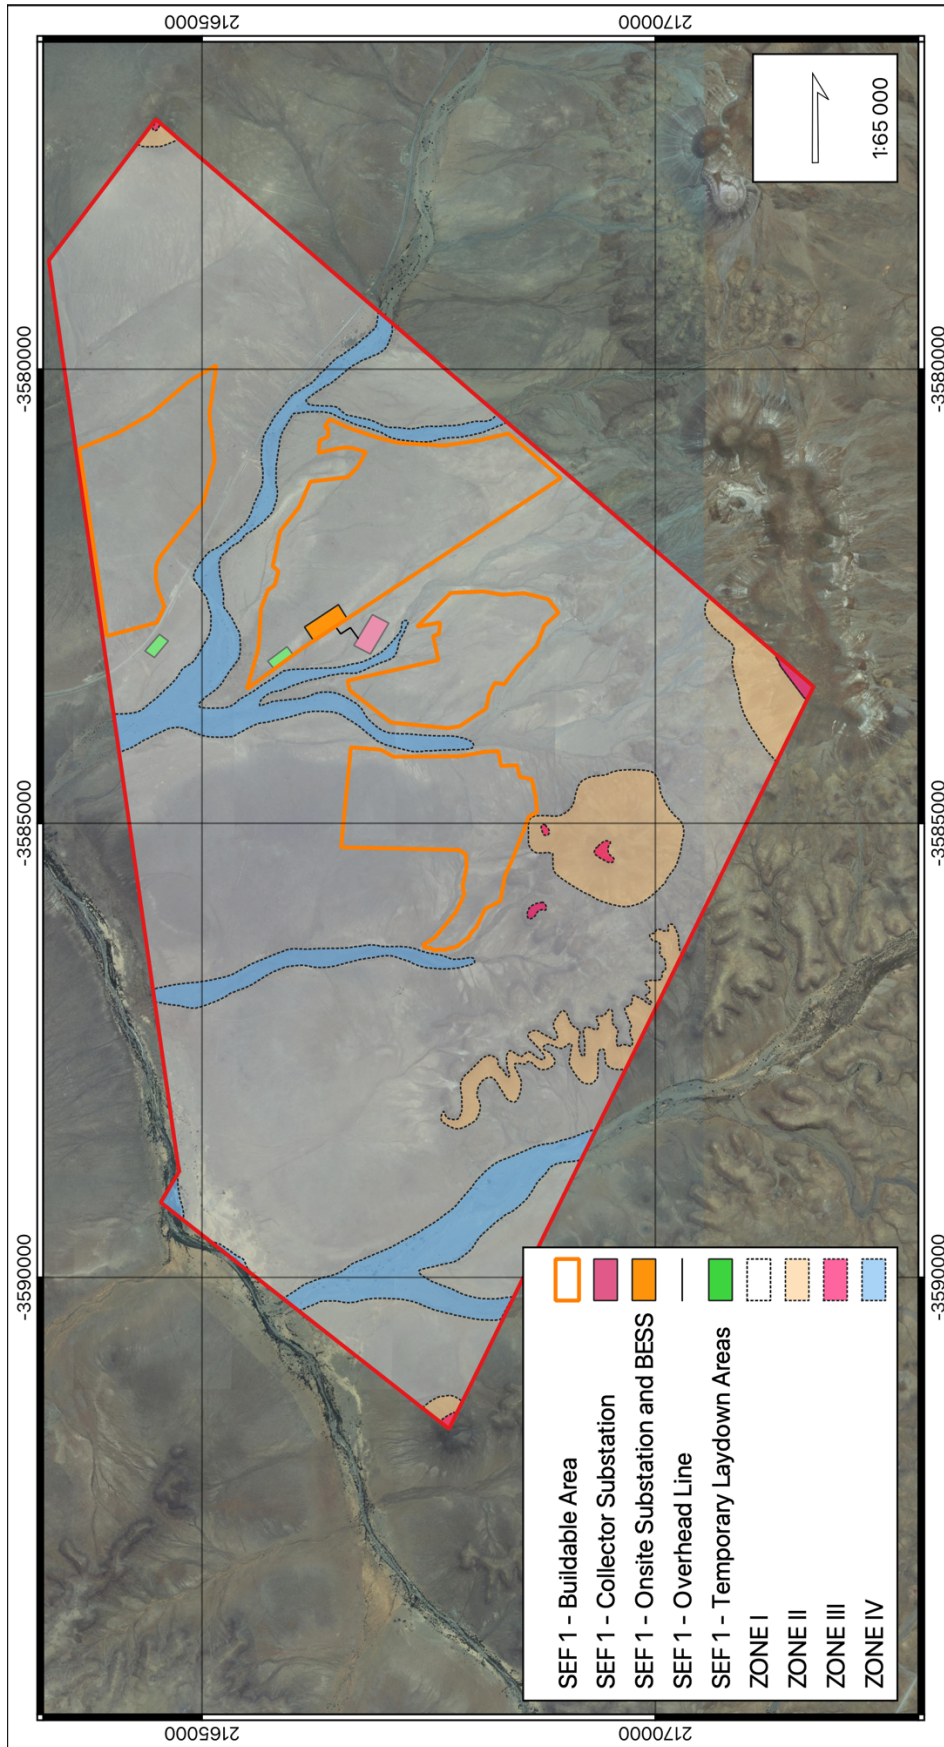 2165000
2170000
-3580000
-3585000
-3590000
-3580000
-3585000
-3590000
2165000
2170000
1:65 000
SEF 1 - Buildable Area
SEF 1 - Collector Substation
SEF 1 - Onsite Substation and BESS
SEF 1 - Overhead Line
SEF 1 - Temporary Laydown Areas
ZONE I
ZONE II
ZONE III
ZONE IV